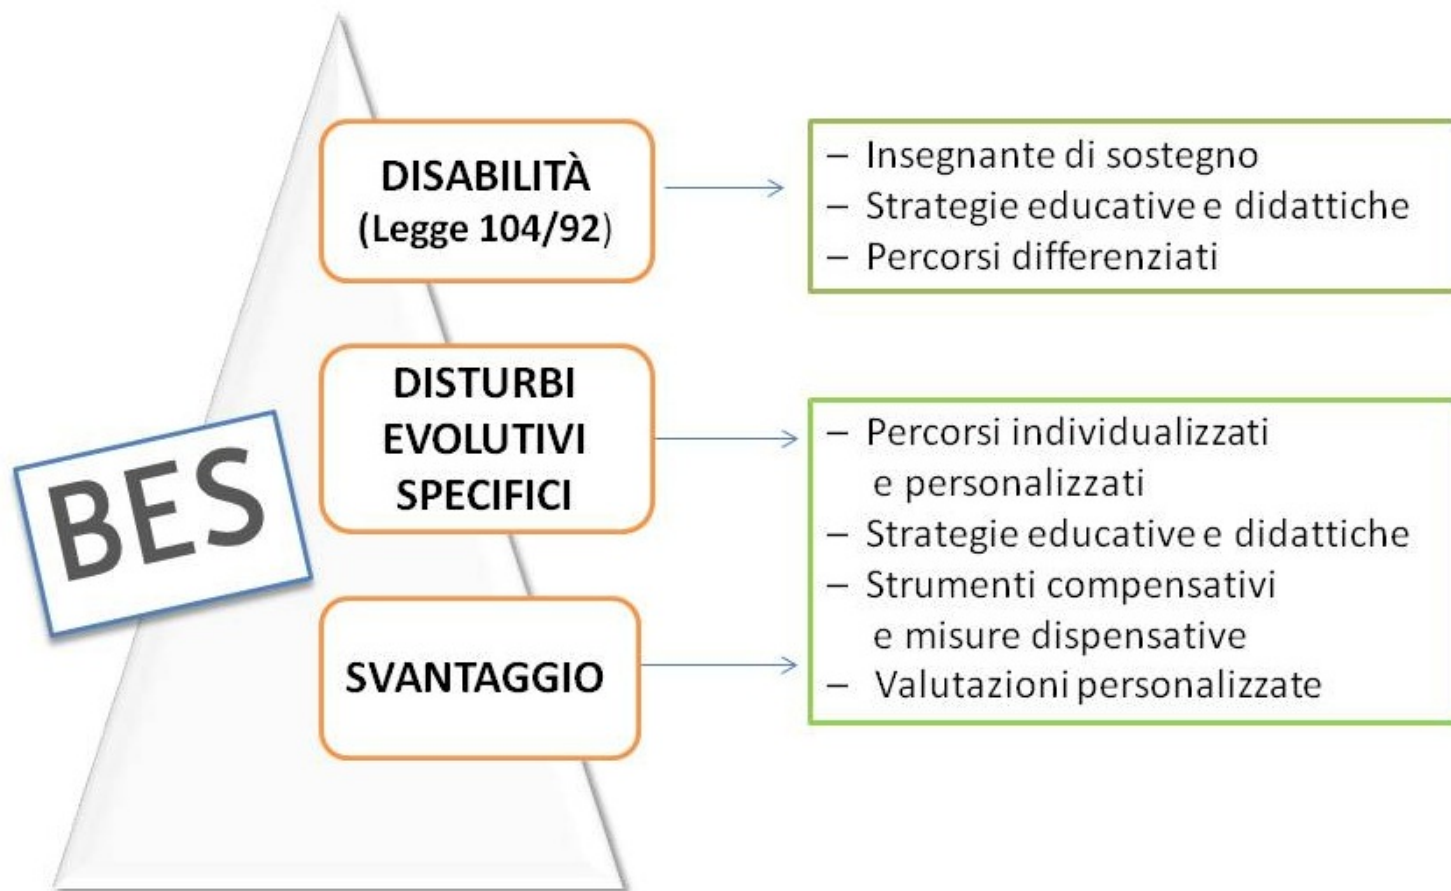 BES
DISABILITÀ
(Legge 104/92)
– Insegnante di sostegno
– Strategie educative e didattiche
– Percorsi differenziati
DISTURBI
EVOLUTIVI
SPECIFICI
SVANTAGGIO
– Percorsi individualizzati
e personalizzati
– Strategie educative e didattiche
– Strumenti compensativi
e misure dispensative
– Valutazioni personalizzate